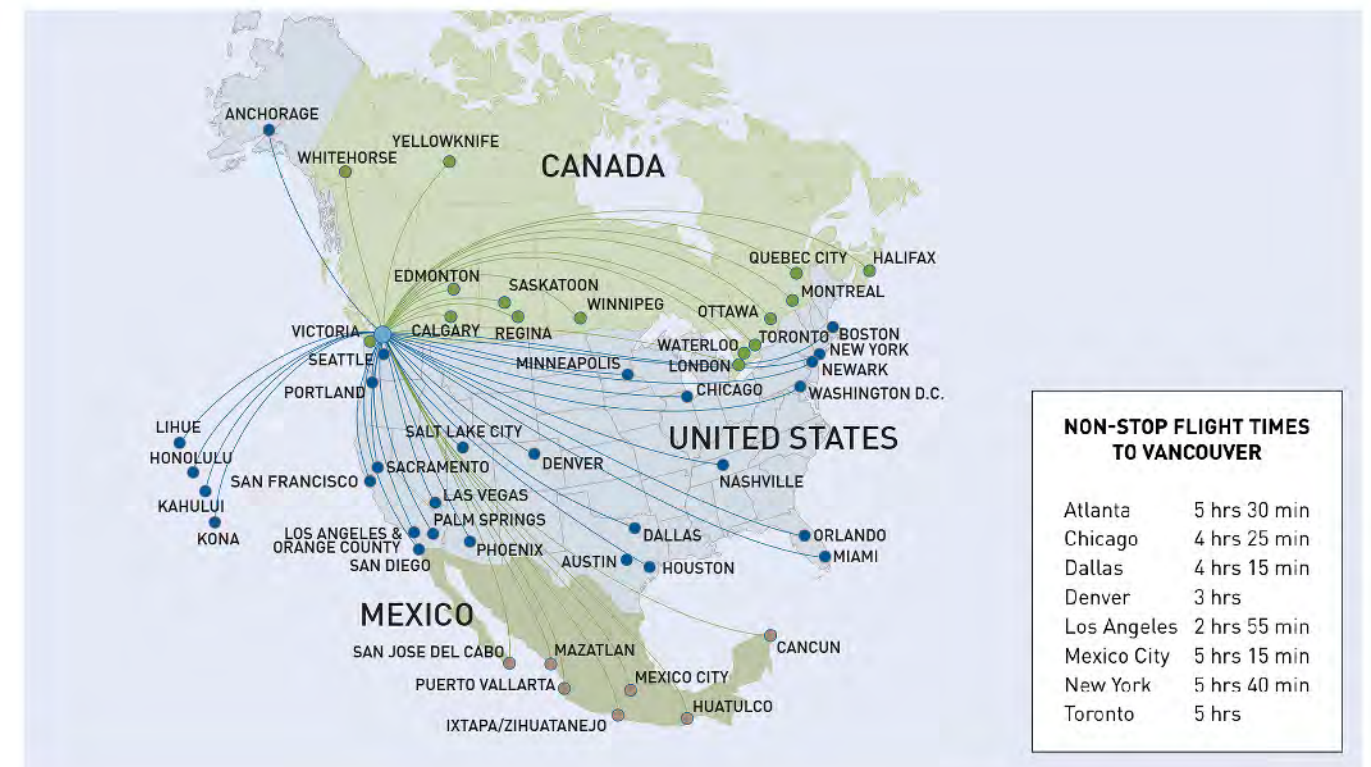 ANCHORAGE
YELLOWKNIFE
WHITEHORSE
CANADA
QUEBEC CITY
HALIFAX
EDMONTON
SASKATOON
MONTREAL
WINNIPEG
OTTAWA
VICTORIA
CALGARY
REGINA
TORONTO
BOSTON
WATERLOO
NEW YORK
SEATTLE
MINNEAPOLIS
LONDON
NEWARK
PORTLAND
CHICAGO
WASHINGTON D.C.
LIHUE
SALT LAKE CITY
UNITED STATES
HONOLULU
SACRAMENTO
DENVER
SAN FRANCISCO
NASHVILLE
KAHULUI
LAS VEGAS
KONA
PALM SPRINGS
LOS ANGELES &
ORANGE COUNTY
DALLAS
ORLANDO
PHOENIX
SAN DIEGO
AUSTIN
HOUSTON
MIAMI
MEXICO
SAN JOSE DEL CABO
MAZATLAN
CANCUN
PUERTO VALLARTA
MEXICO CITY
HUATULCO
IXTAPA/ZIHUATANEJO
NON-STOP FLIGHT TIMES
TO VANCOUVER
Atlanta 5 hrs 30 min
Chicago 4 hrs 25 min
Dallas 4 hrs 15 min
Denver 3 hrs
Los Angeles 2 hrs 55 min
Mexico City 5 hrs 15 min
New York 5 hrs 40 min
Toronto 5 hrs